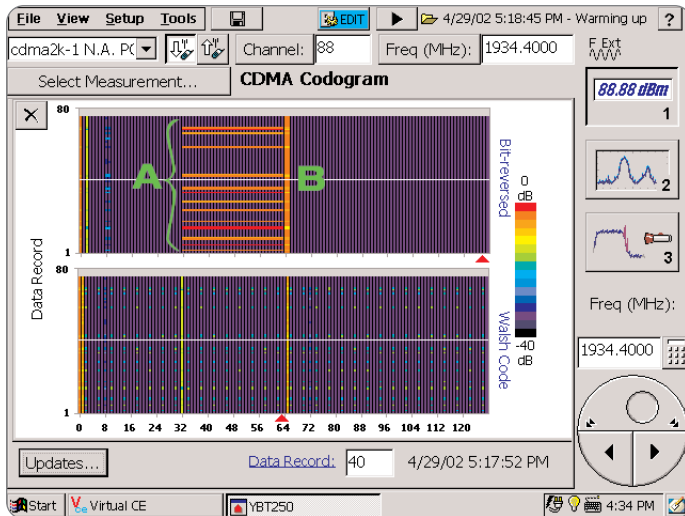 File View Setup Tools EDIT 4/29/02 5:18:45 PM - Warming up ?
cdma2k-1 N.A. PC Channel: 88 Freq (MHz): 1934.4000 F Ext
Select Measurement... CDMA Codogram
88.88 dBm
1
2
3
Freq (MHz):
1934.4000
80
A B
1
Data Record
80
1
Bit-reversed
Walsh Code
0
dB
-40
dB
0 8 16 24 32 40 48 56 64 72 80 88 96 104 112 120
Updates... Data Record: 40 4/29/02 5:17:52 PM
Start Virtual CE YBT250 4:34 PM